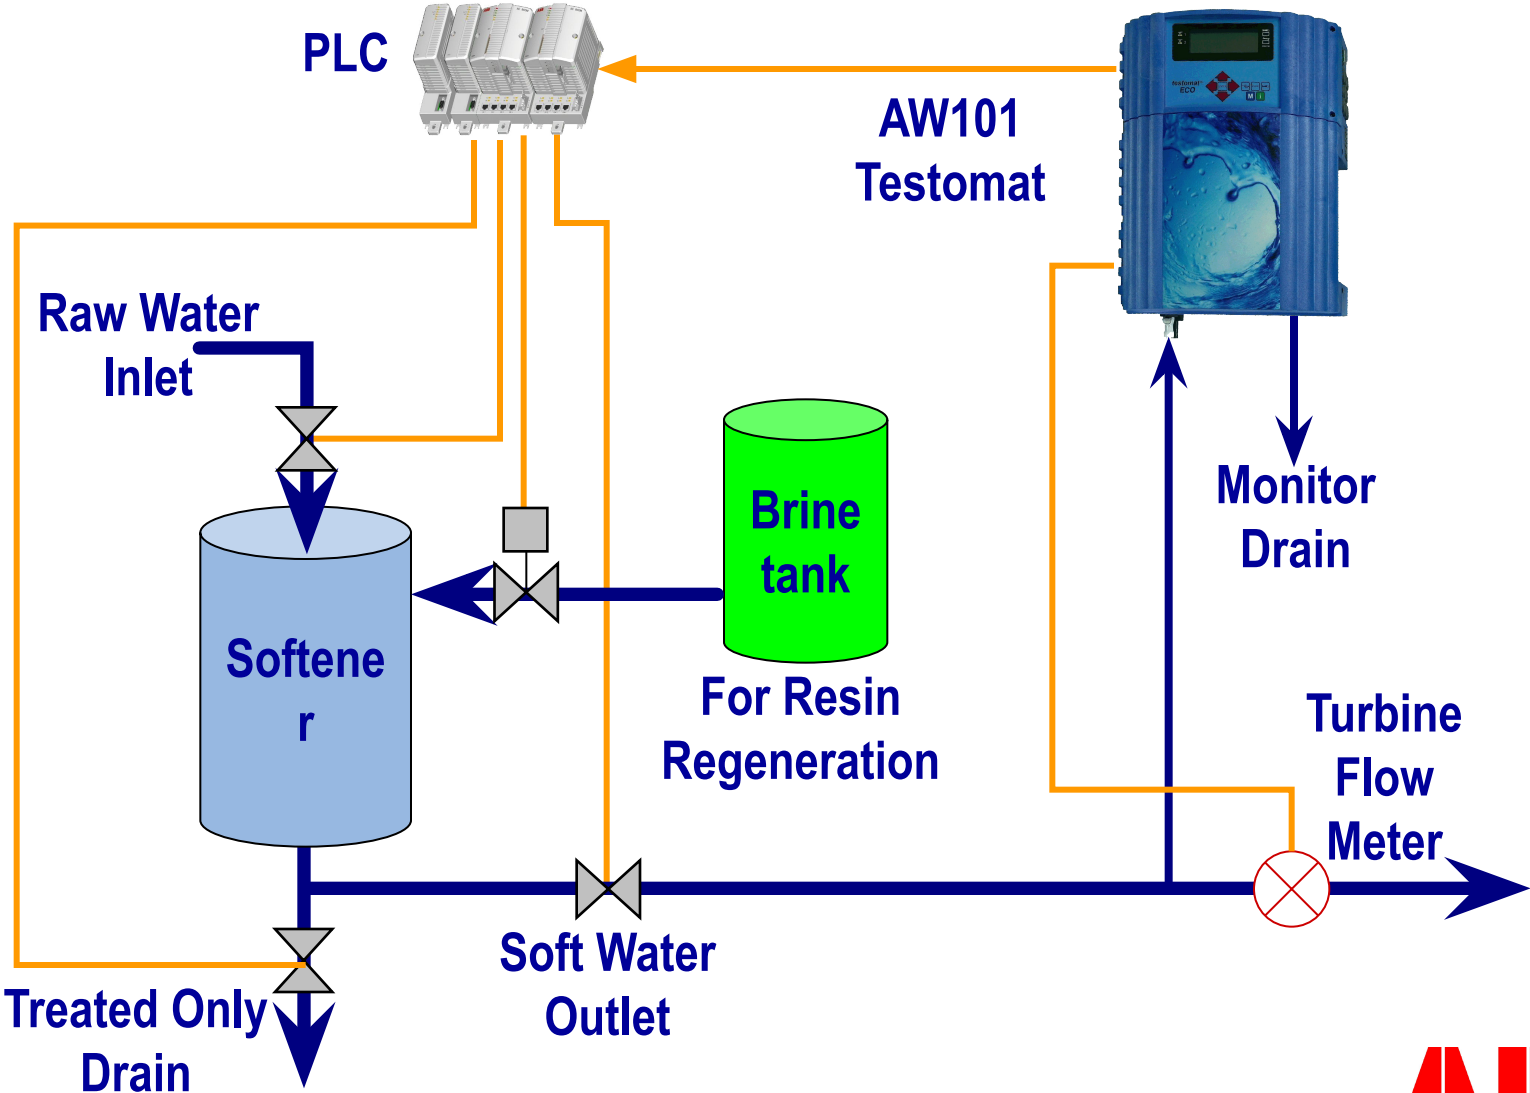 PLC
AW101
Testomat
ECO
Raw Water
Inlet
Brine
tank
Monitor
Drain
Softene
r
For Resin
Regeneration
Turbine
Flow
Meter
Soft Water
Outlet
Treated Only
Drain